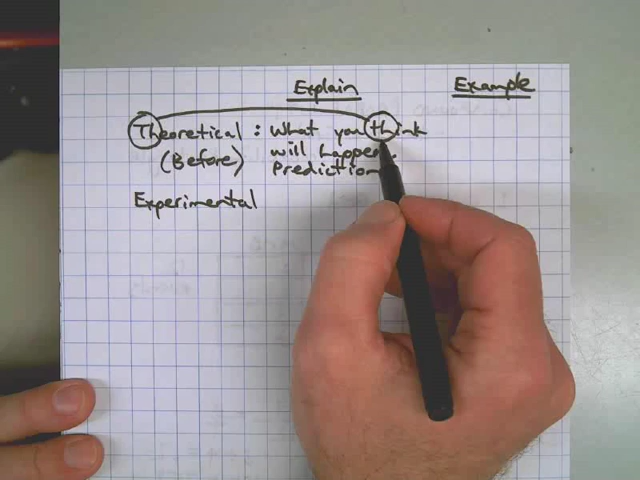 Explain Example
Theoretical : What you think
(Before) will happen.
Prediction
Experimental